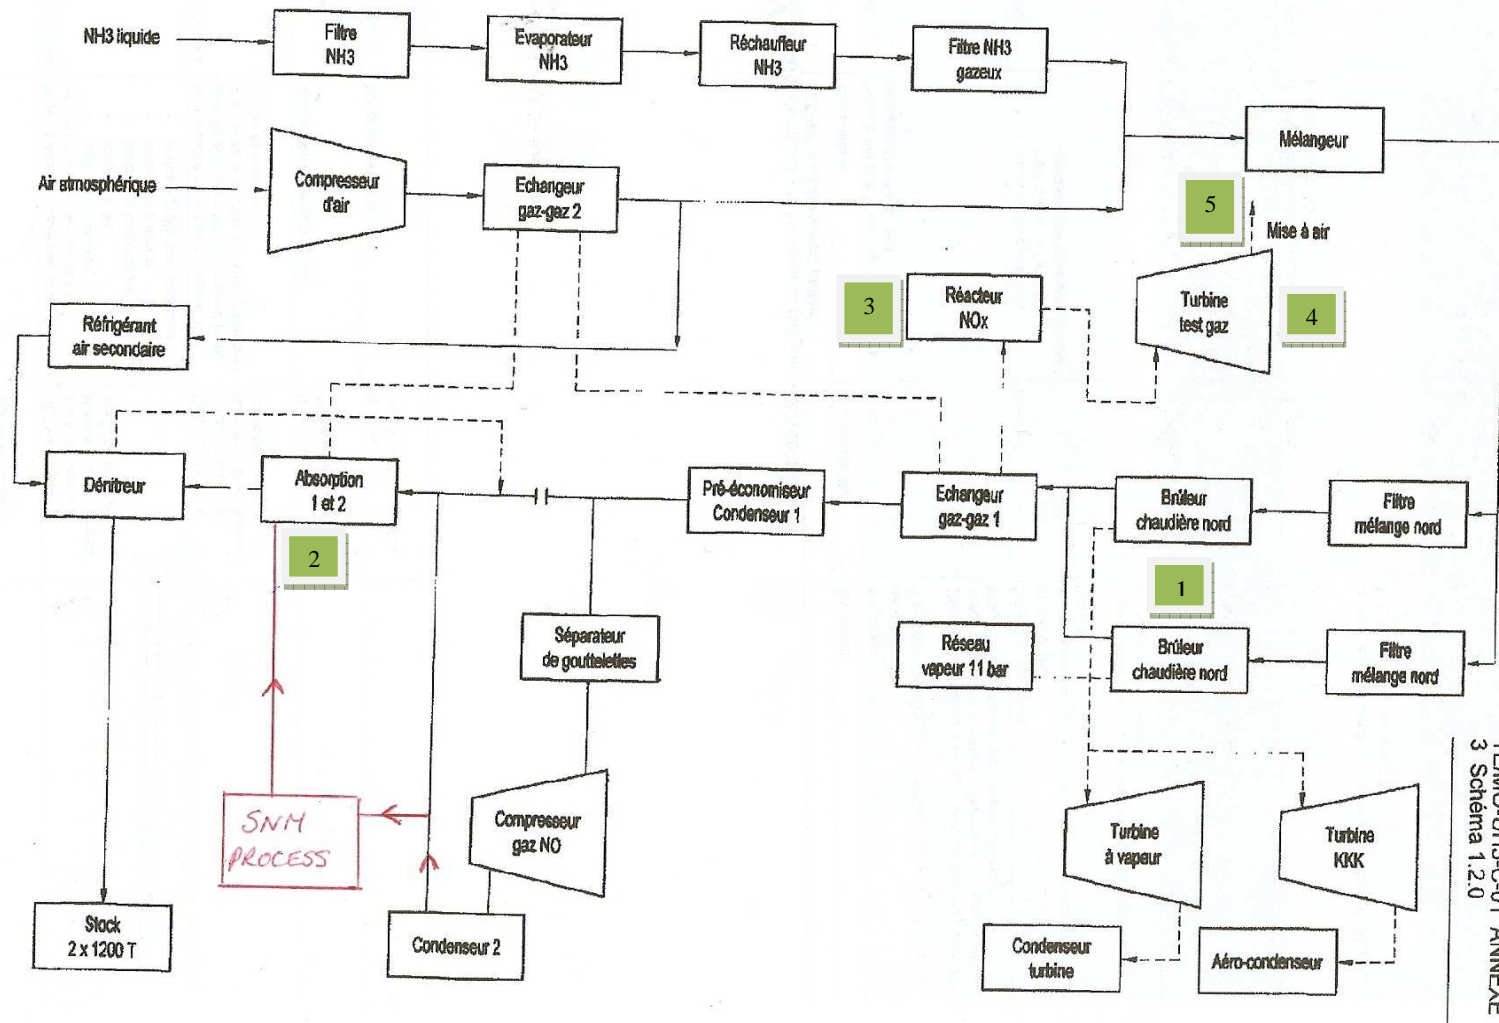 NH3 liquide
Filtre
NH3
Evaporateur
NH3
Réchauffeur
NH3
Filtre NH3
gazeux
Mélangeur
Air atmosphérique
Compresseur
d'air
Echangeur
gaz-gaz 2
5
Mise à air
3
Réacteur
NOx
Turbine
test gaz
4
Réfrigérant
air secondaire
Dénitreur
Absorption
1 et 2
2
Pré-économiseur
Condenseur 1
Echangeur
gaz-gaz 1
Brûleur
chaudière nord
Filtre
mélange nord
1
Séparateur
de gouttelettes
Réseau
vapeur 11 bar
Brûleur
chaudière nord
Filtre
mélange nord
SNM
PROCESS
Compresseur
gaz NO
Turbine
à vapeur
Turbine
KKK
Stock
2 x 1200 T
Condenseur 2
Condenseur
turbine
Aéro-condenseur
ANNEXE
3 Schéma 1.2.0